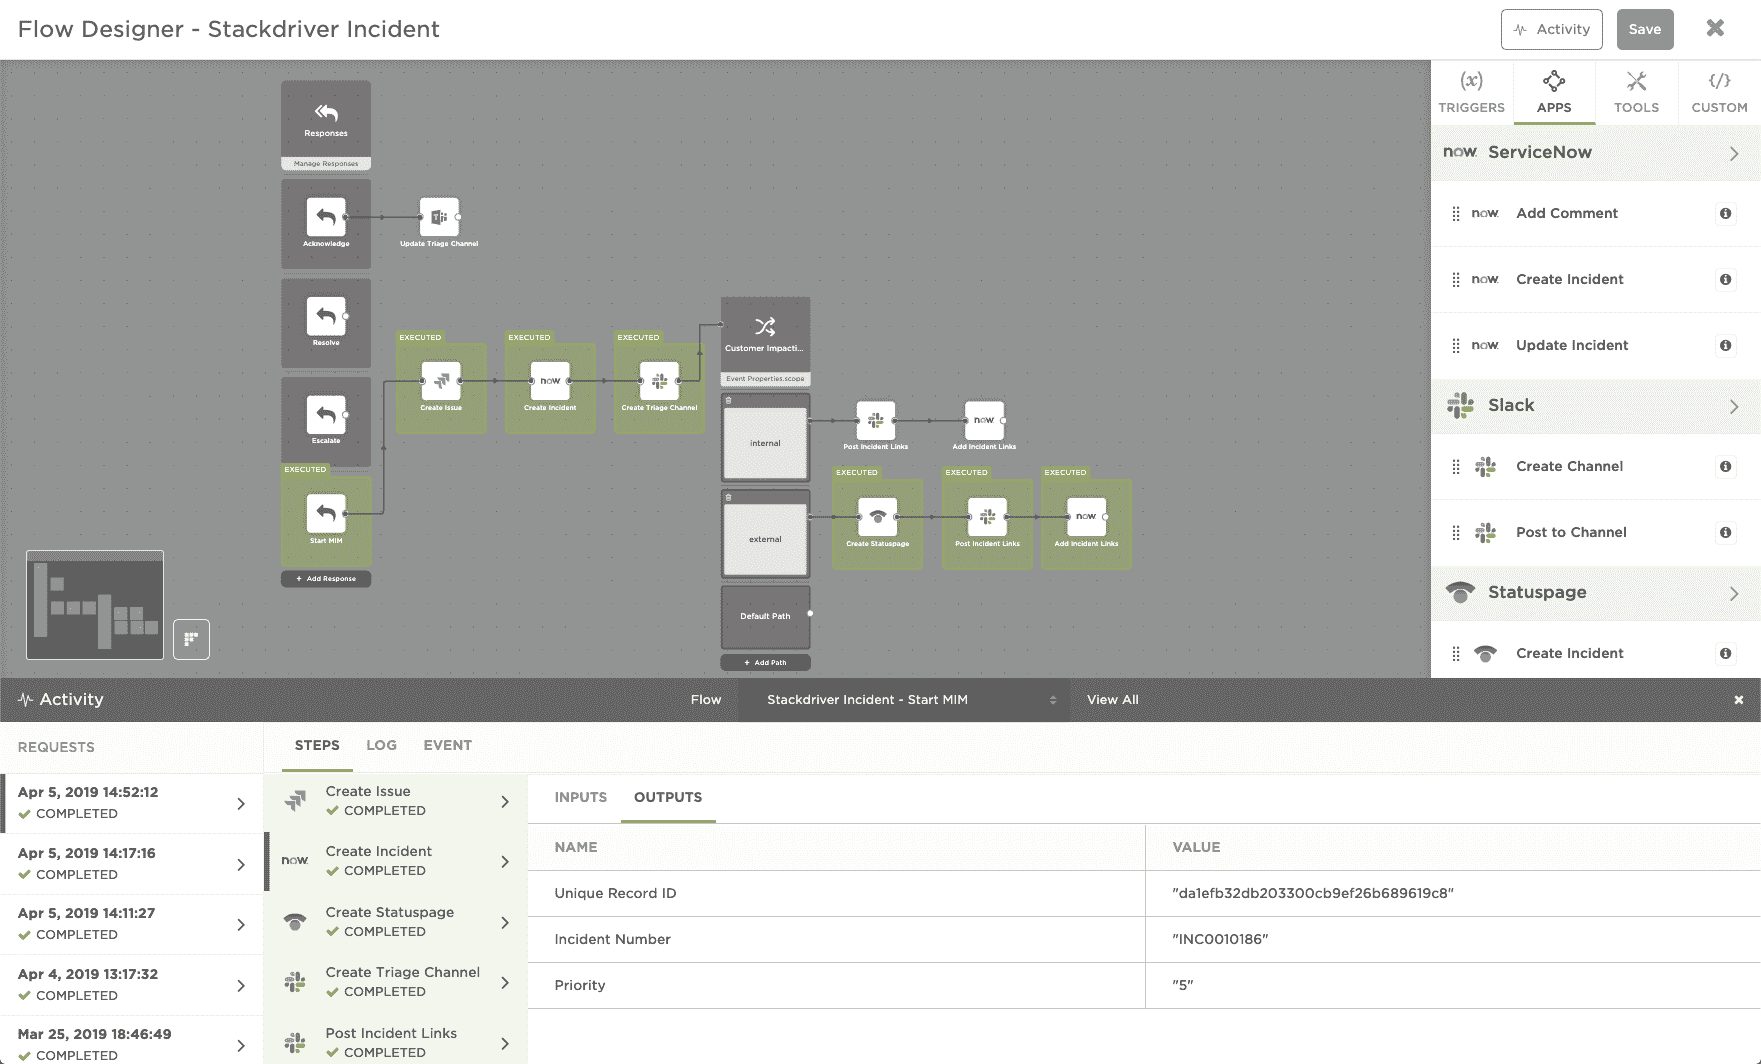 Flow Designer - Stackdriver Incident
Activity
Save
Responses
Manage Responses
Acknowledge
Update Triage Channel
Resolve
Escalate
EXECUTED
Start MIM
+ Add Response
EXECUTED
Create Issue
EXECUTED
now
Create Incident
EXECUTED
Create Triage Channel
Customer Impacti...
Event Properties.scope
internal
Post Incident Links
now
Add Incident Links
external
EXECUTED
Create Statuspage
EXECUTED
Post Incident Links
EXECUTED
now
Add Incident Links
Default Path
+ Add Path
(x)
TRIGGERS
APPS
TOOLS
{/}
CUSTOM
now. ServiceNow
now. Add Comment
now. Create Incident
now. Update Incident
Slack
Create Channel
Post to Channel
Statuspage
Create Incident
Activity
Flow
Stackdriver Incident - Start MIM
View All
REQUESTS
Apr 5, 2019 14:52:12
COMPLETED
Apr 5, 2019 14:17:16
COMPLETED
Apr 5, 2019 14:11:27
COMPLETED
Apr 4, 2019 13:17:32
COMPLETED
Mar 25, 2019 18:46:49
COMPLETED
STEPS
LOG
EVENT
Create Issue
COMPLETED
now.
Create Incident
COMPLETED
Create Statuspage
COMPLETED
Create Triage Channel
COMPLETED
Post Incident Links
COMPLETED
INPUTS
OUTPUTS
NAME
VALUE
Unique Record ID
"da1efb32db203300cb9ef26b689619c8"
Incident Number
"INC0010186"
Priority
"5"